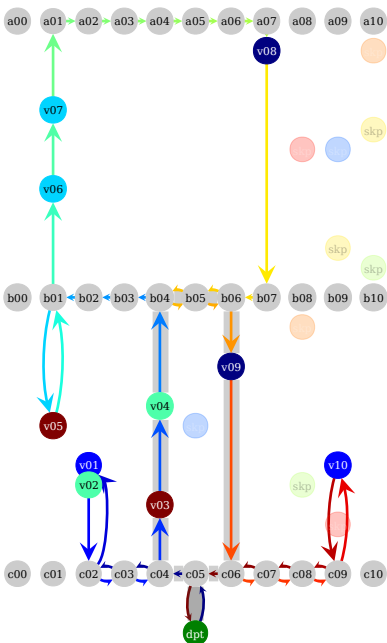 a00 a01 a02 a03 a04 a05 a06 a07 a08 a09 a10
v08
v07
skp
v06
skp
skp
b00 b01 b02 b03 b04 b05 b06 b07 b08 b09 b10
v09
v04
v05
v01 v10
v02 skp
v03
c00 c01 c02 c03 c04 c05 c06 c07 c08 c09 c10
dpt